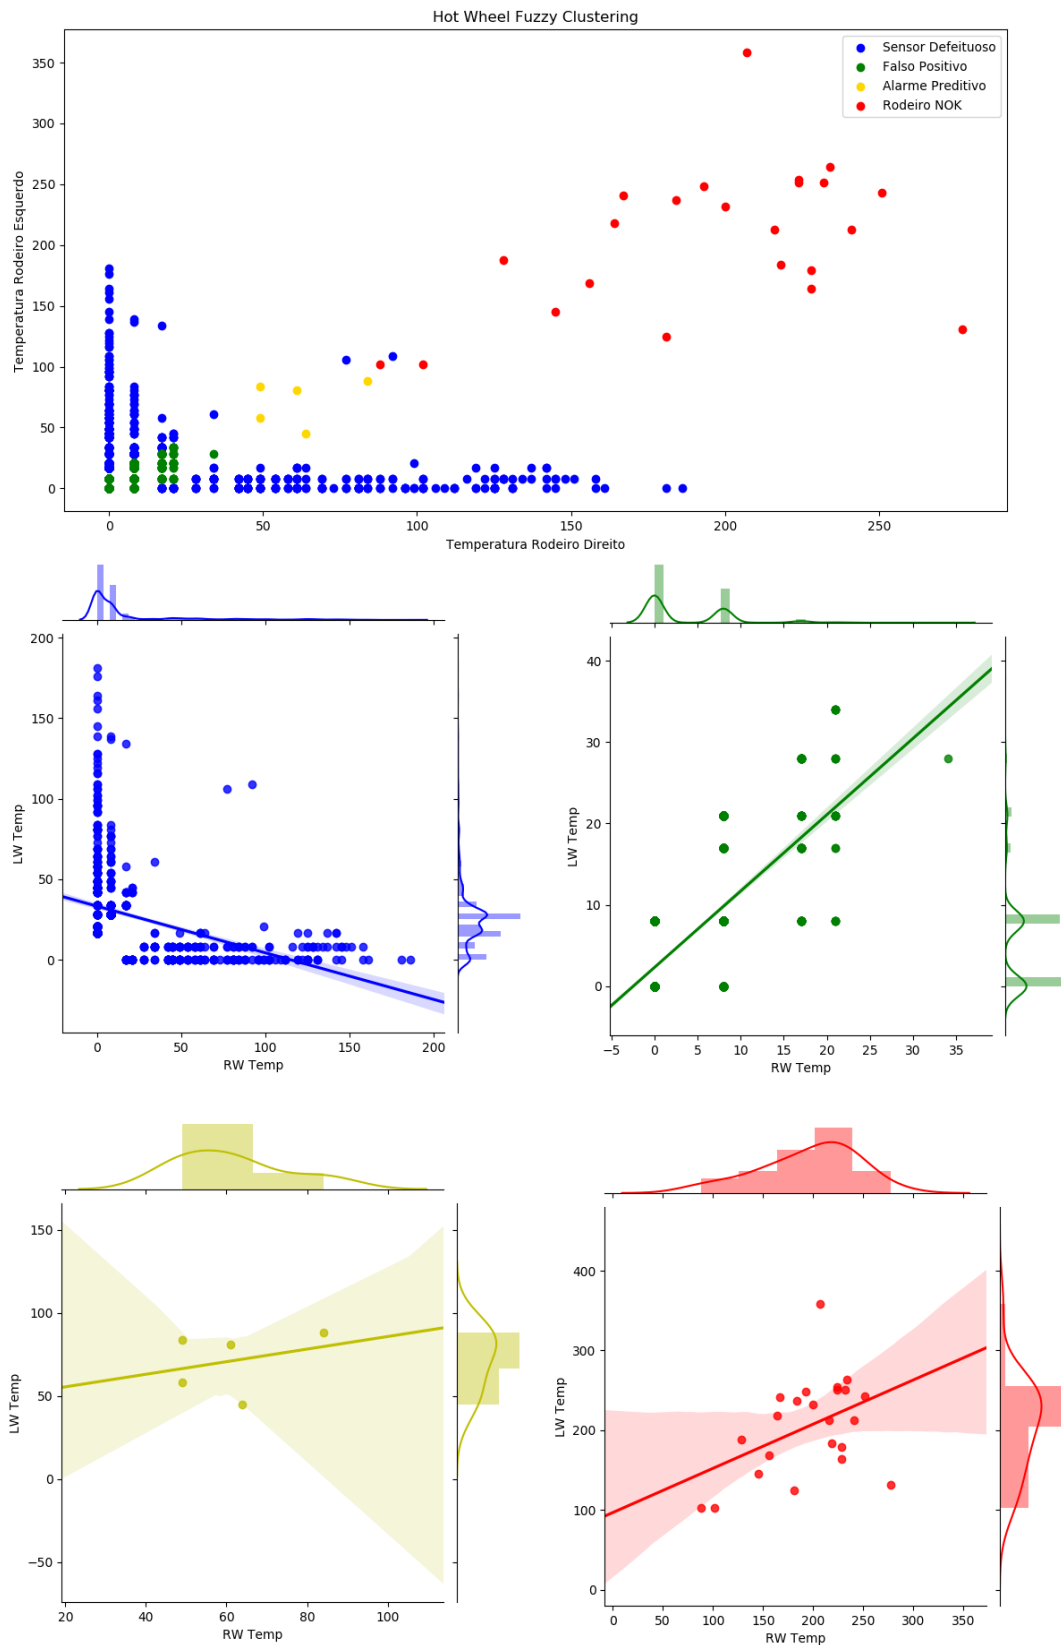 Hot Wheel Fuzzy Clustering
Sensor Defeituoso
Falso Positivo
Alarme Preditivo
Rodeiro NOK
Temperatura Rodeiro Esquerdo
350
300
250
200
150
100
50
0
0 50 100 150 200 250
Temperatura Rodeiro Direito
LW Temp
200
150
100
50
0
0 50 100 150 200
RW Temp
LW Temp
40
30
20
10
0
−5 0 5 10 15 20 25 30 35
RW Temp
LW Temp
150
100
50
0
−50
20 40 60 80 100
RW Temp
LW Temp
400
300
200
100
0
0 50 100 150 200 250 300 350
RW Temp